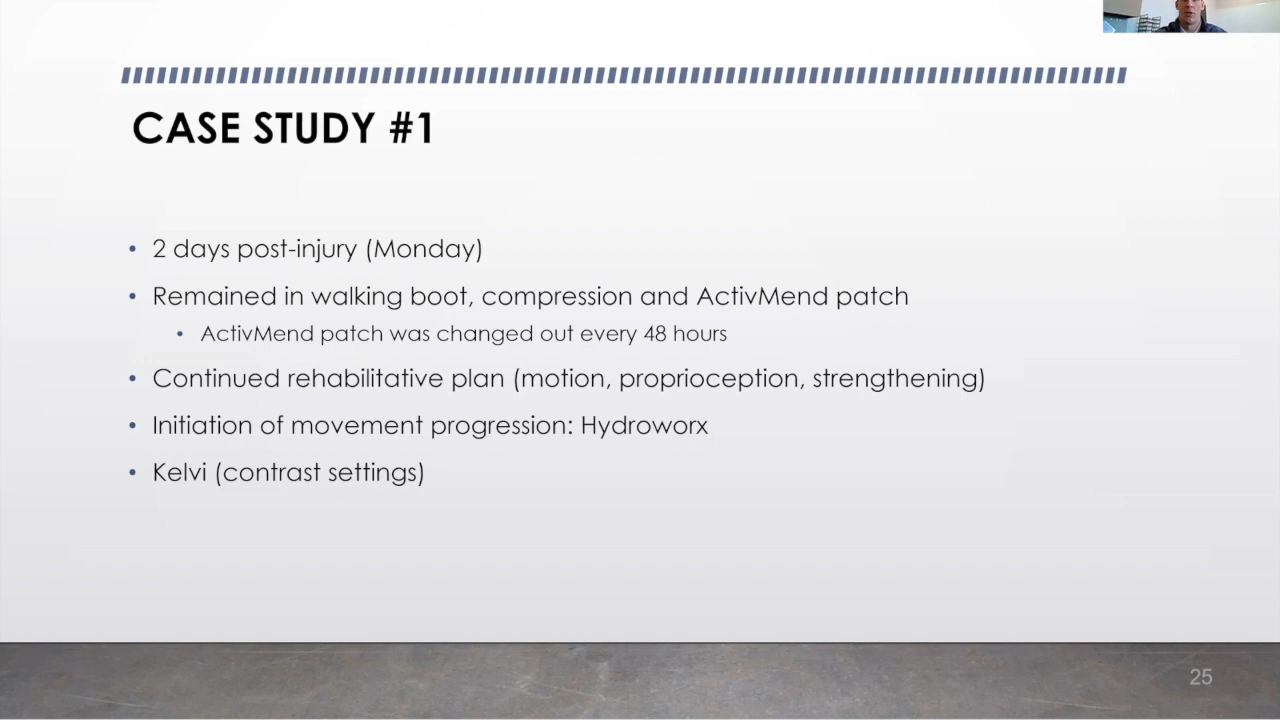 CASE STUDY #1
• 2 days post-injury (Monday)
• Remained in walking boot, compression and ActivMend patch
• ActivMend patch was changed out every 48 hours
• Continued rehabilitative plan (motion, proprioception, strengthening)
• Initiation of movement progression: Hydroworx
• Kelvi (contrast settings)
25